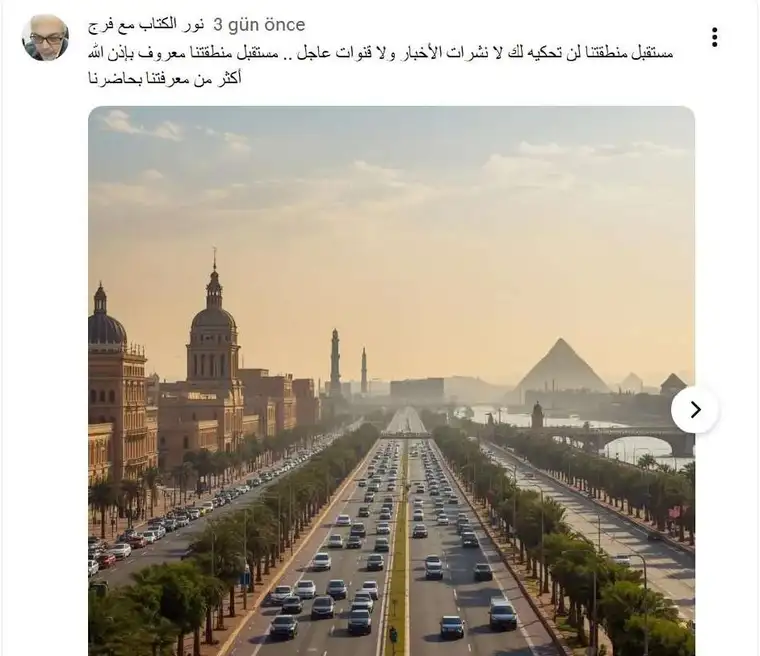 نور الكتاب مع فرج 3 gün önce
مستقبل منطقتنا لن تحكيه لك لا نشرات الأخبار ولا قنوات عاجل .. مستقبل منطقتنا معروف بإذن الله
أكثر من معرفتنا بحاضرنا